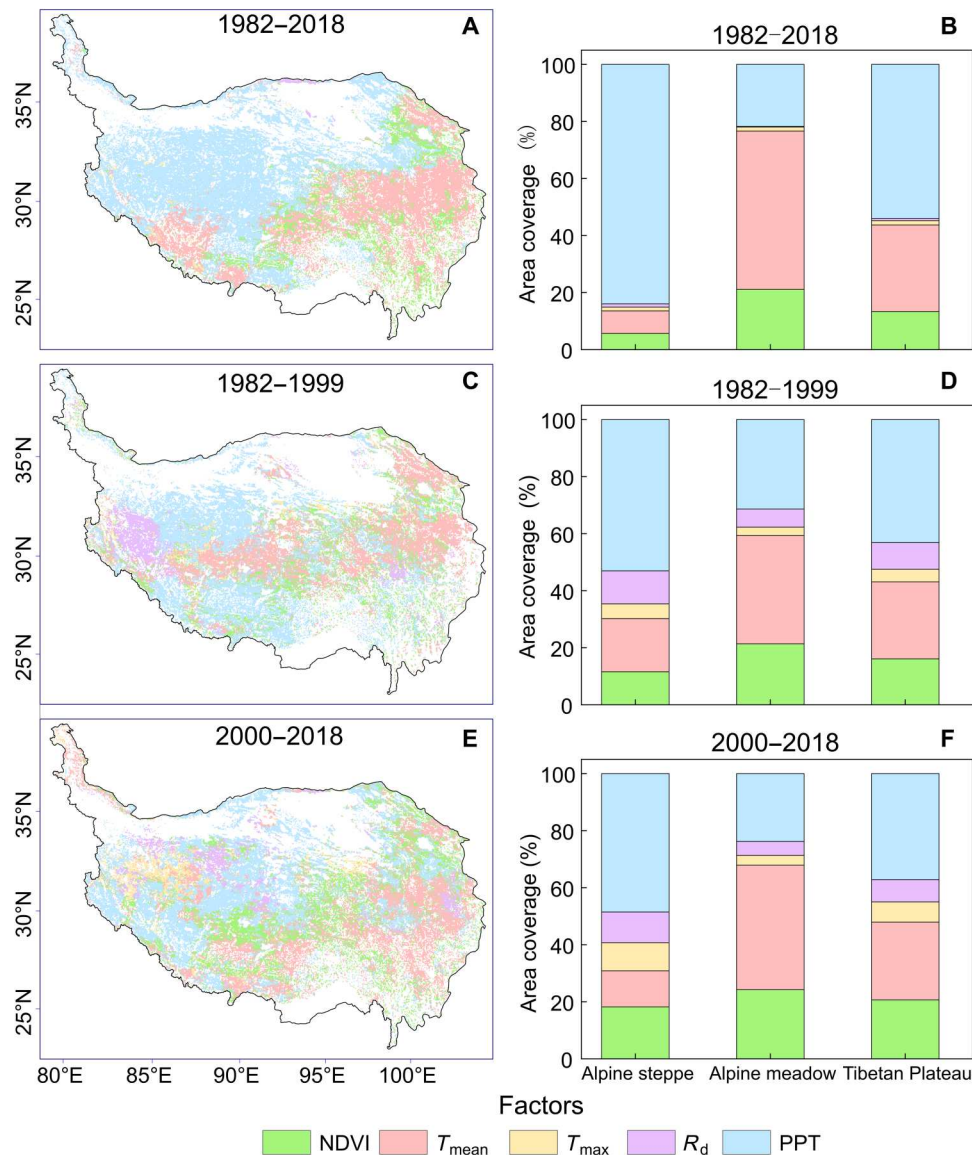 1982–2018 A
35°N
30°N
25°N
1982–2018 B
Area coverage (%)
100
80
60
40
20
0
1982–1999 C
35°N
30°N
25°N
1982–1999 D
Area coverage (%)
100
80
60
40
20
0
2000–2018 E
35°N
30°N
25°N
80°E 85°E 90°E 95°E 100°E
2000–2018 F
Area coverage (%)
100
80
60
40
20
0
Alpine steppe Alpine meadow Tibetan Plateau
Factors
NDVI Tmean Tmax Rd PPT